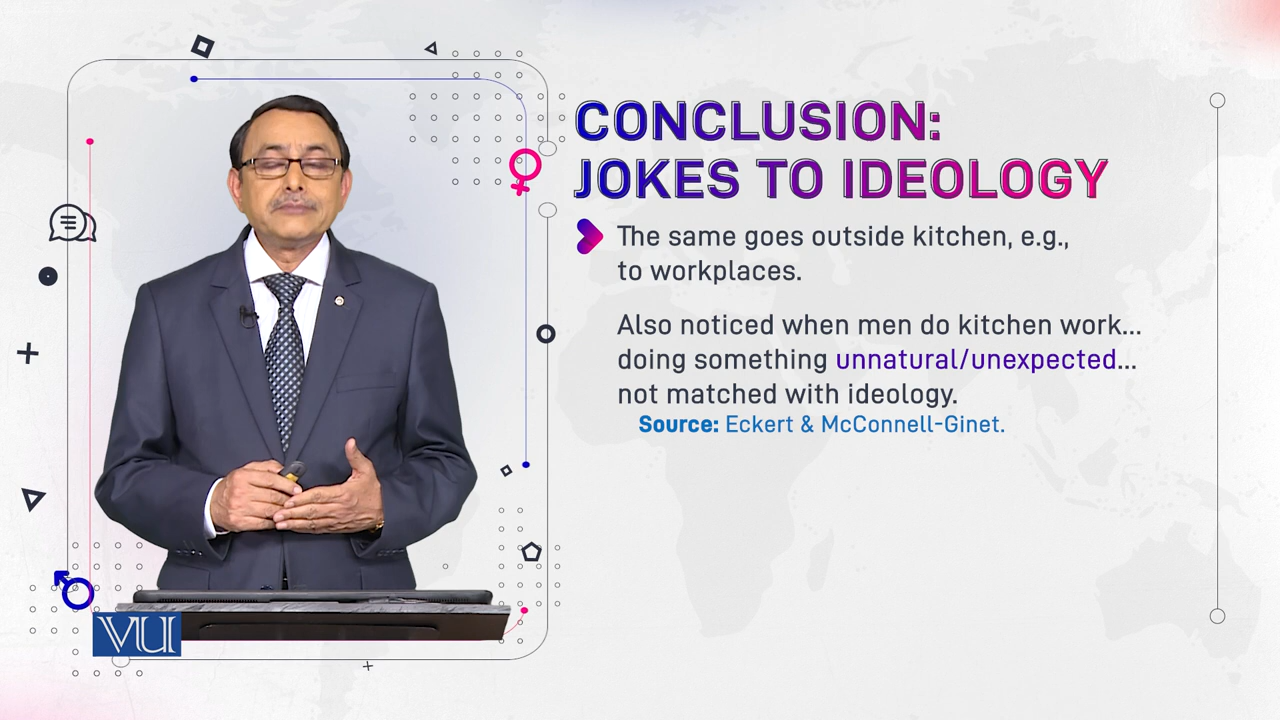 CONCLUSION:
JOKES TO IDEOLOGY
The same goes outside kitchen, e.g.,
to workplaces.
Also noticed when men do kitchen work...
doing something unnatural/unexpected...
not matched with ideology.
Source: Eckert & McConnell-Ginet.
VU